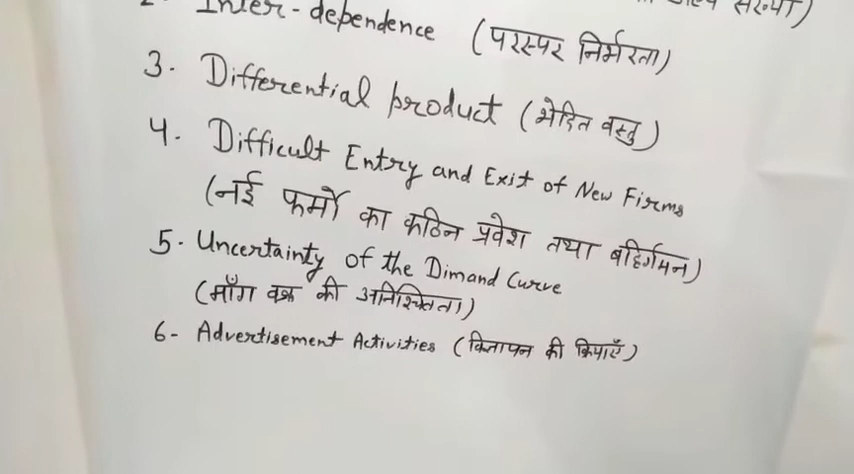 2. Inter-dependence (परस्पर निर्भरता)
3. Differential product (भेदित वस्तु)
4. Difficult Entry and Exit of New Firms
(नई फर्मों का कठिन प्रवेश तथा बहिर्गमन)
5. Uncertainty of the Dimand Curve
(माँग वक्र की अनिश्चितता)
6- Advertisement Activities (विज्ञापन की क्रियाएँ)